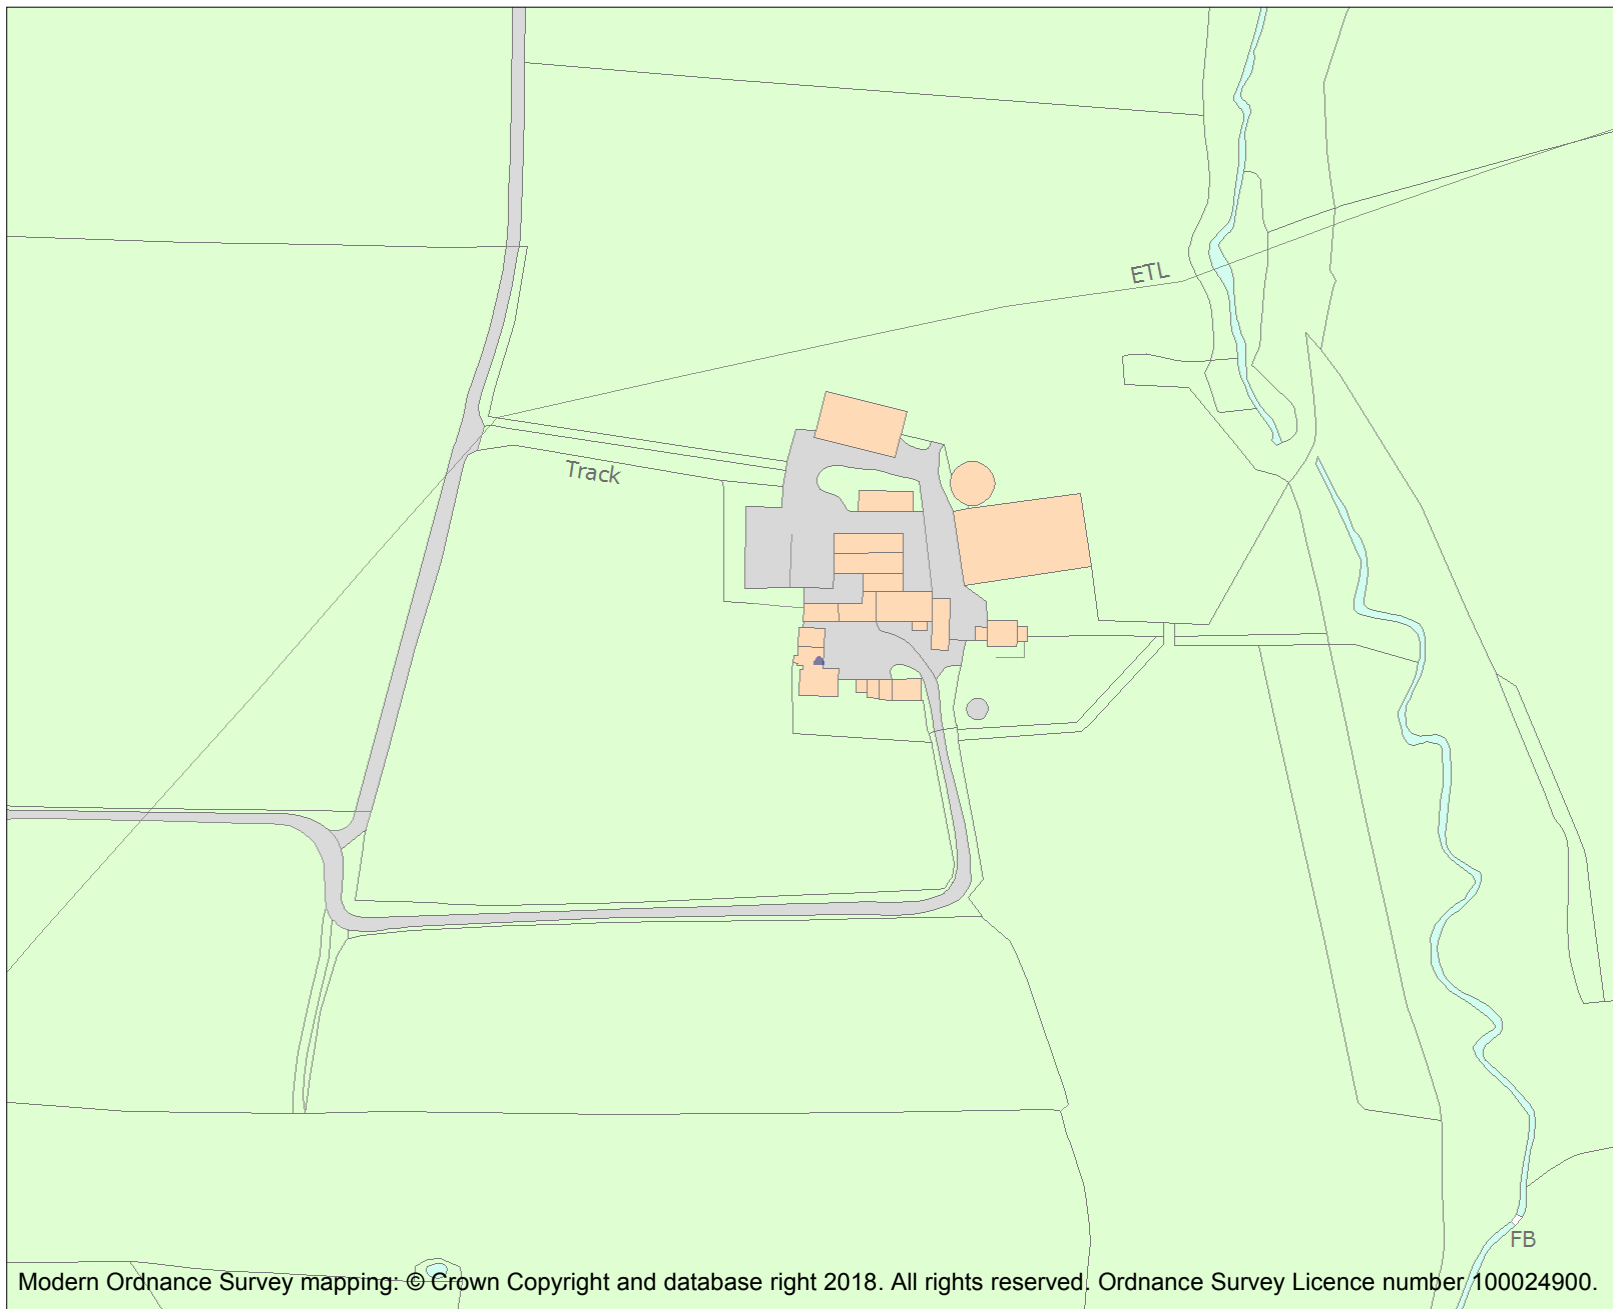 ETL
Track
FB
Modern Ordnance Survey mapping: © Crown Copyright and database right 2018. All rights reserved. Ordnance Survey Licence number 100024900.